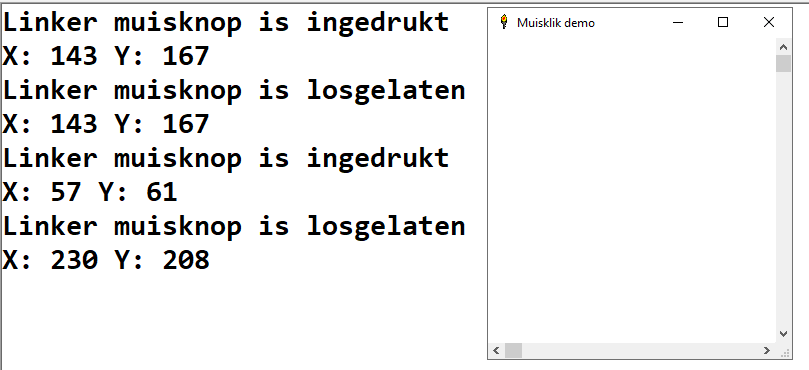 Linker muisknop is ingedrukt
X: 143 Y: 167
Linker muisknop is losgelaten
X: 143 Y: 167
Linker muisknop is ingedrukt
X: 57 Y: 61
Linker muisknop is losgelaten
X: 230 Y: 208
Muisklik demo